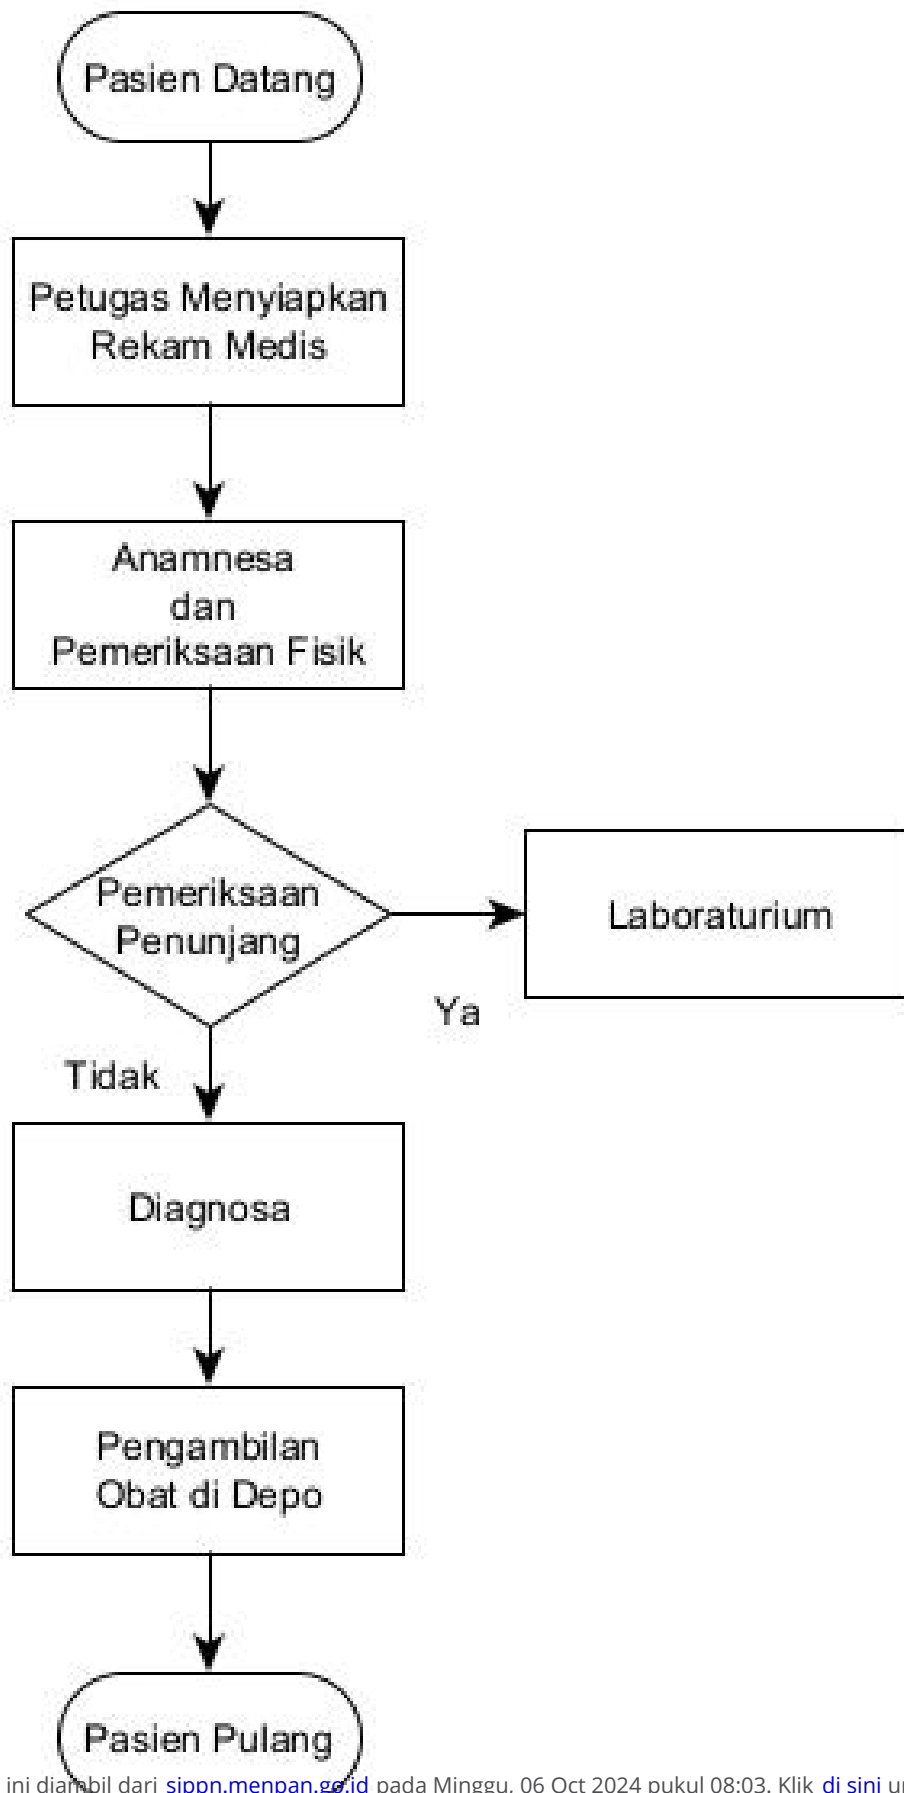 Pasien Datang
Petugas Menyiapkan
Rekam Medis
Anamnesa
dan
Pemeriksaan Fisik
Pemeriksaan
Penunjang
Laboraturium
Ya
Tidak
Diagnosa
Pengambilan
Obat di Depo
Pasien Pulang
ini diambil dari sippn.menpan.go.id pada Minggu, 06 Oct 2024 pukul 08:03. Klik di sini